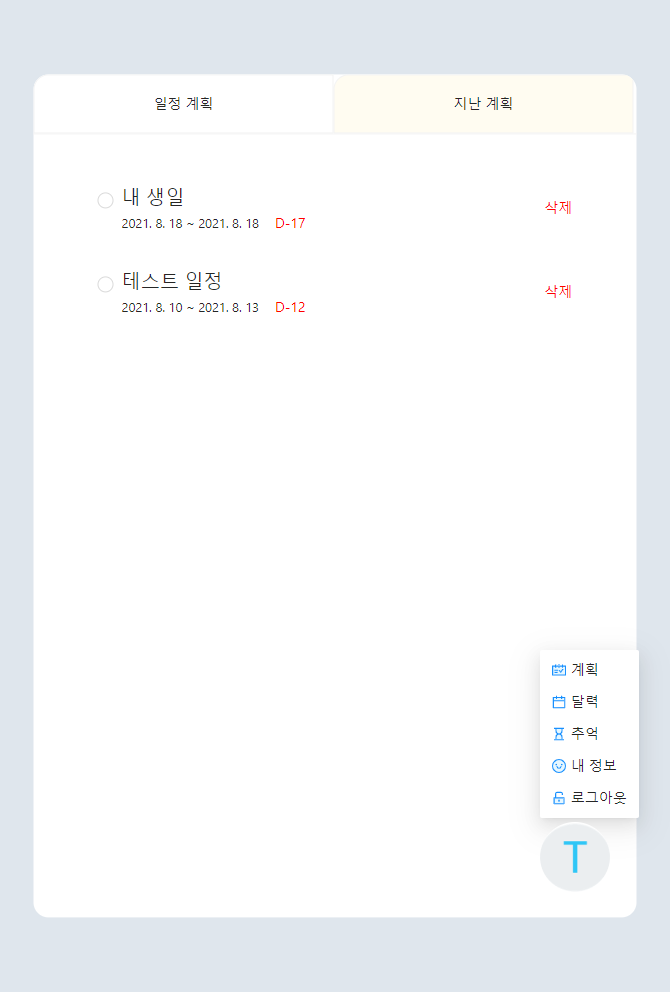 일정 계획
지난 계획
내 생일
2021. 8. 18 ~ 2021. 8. 18 D-17
삭제
테스트 일정
2021. 8. 10 ~ 2021. 8. 13 D-12
삭제
계획
달력
추억
내 정보
로그아웃
T